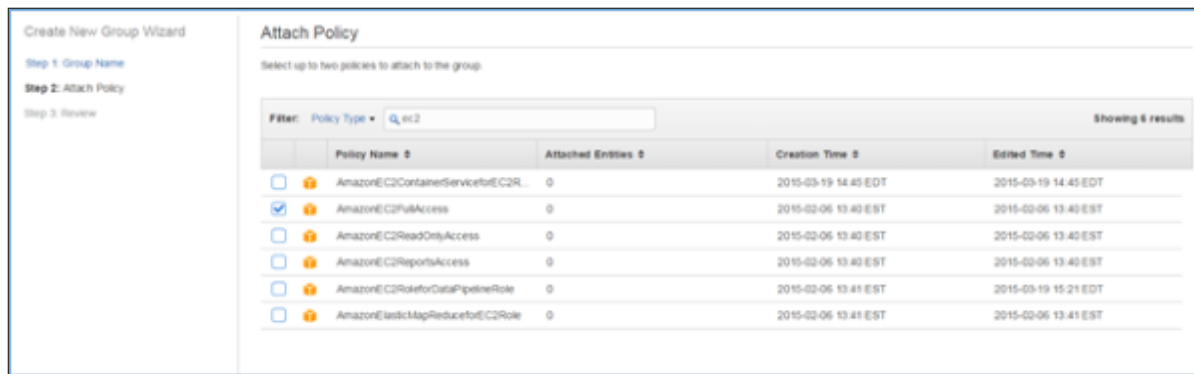 Create New Group Wizard
Step 1: Group Name
Step 2: Attach Policy
Step 3: Review
Attach Policy
Select up to two policies to attach to the group.
Filter: Policy Type ec2 Showing 6 results
Policy Name Attached Entities Creation Time Edited Time
AmazonEC2ContainerServiceforEC2R... 0 2015-03-19 14:45 EDT 2015-03-19 14:45 EDT
AmazonEC2FullAccess 0 2015-02-06 13:40 EST 2015-02-06 13:40 EST
AmazonEC2ReadOnlyAccess 0 2015-02-06 13:40 EST 2015-02-06 13:40 EST
AmazonEC2ReportsAccess 0 2015-02-06 13:40 EST 2015-02-06 13:40 EST
AmazonEC2RoleforDataPipelineRole 0 2015-02-06 13:41 EST 2015-03-19 15:21 EDT
AmazonElasticMapReduceforEC2Role 0 2015-02-06 13:41 EST 2015-02-06 13:41 EST